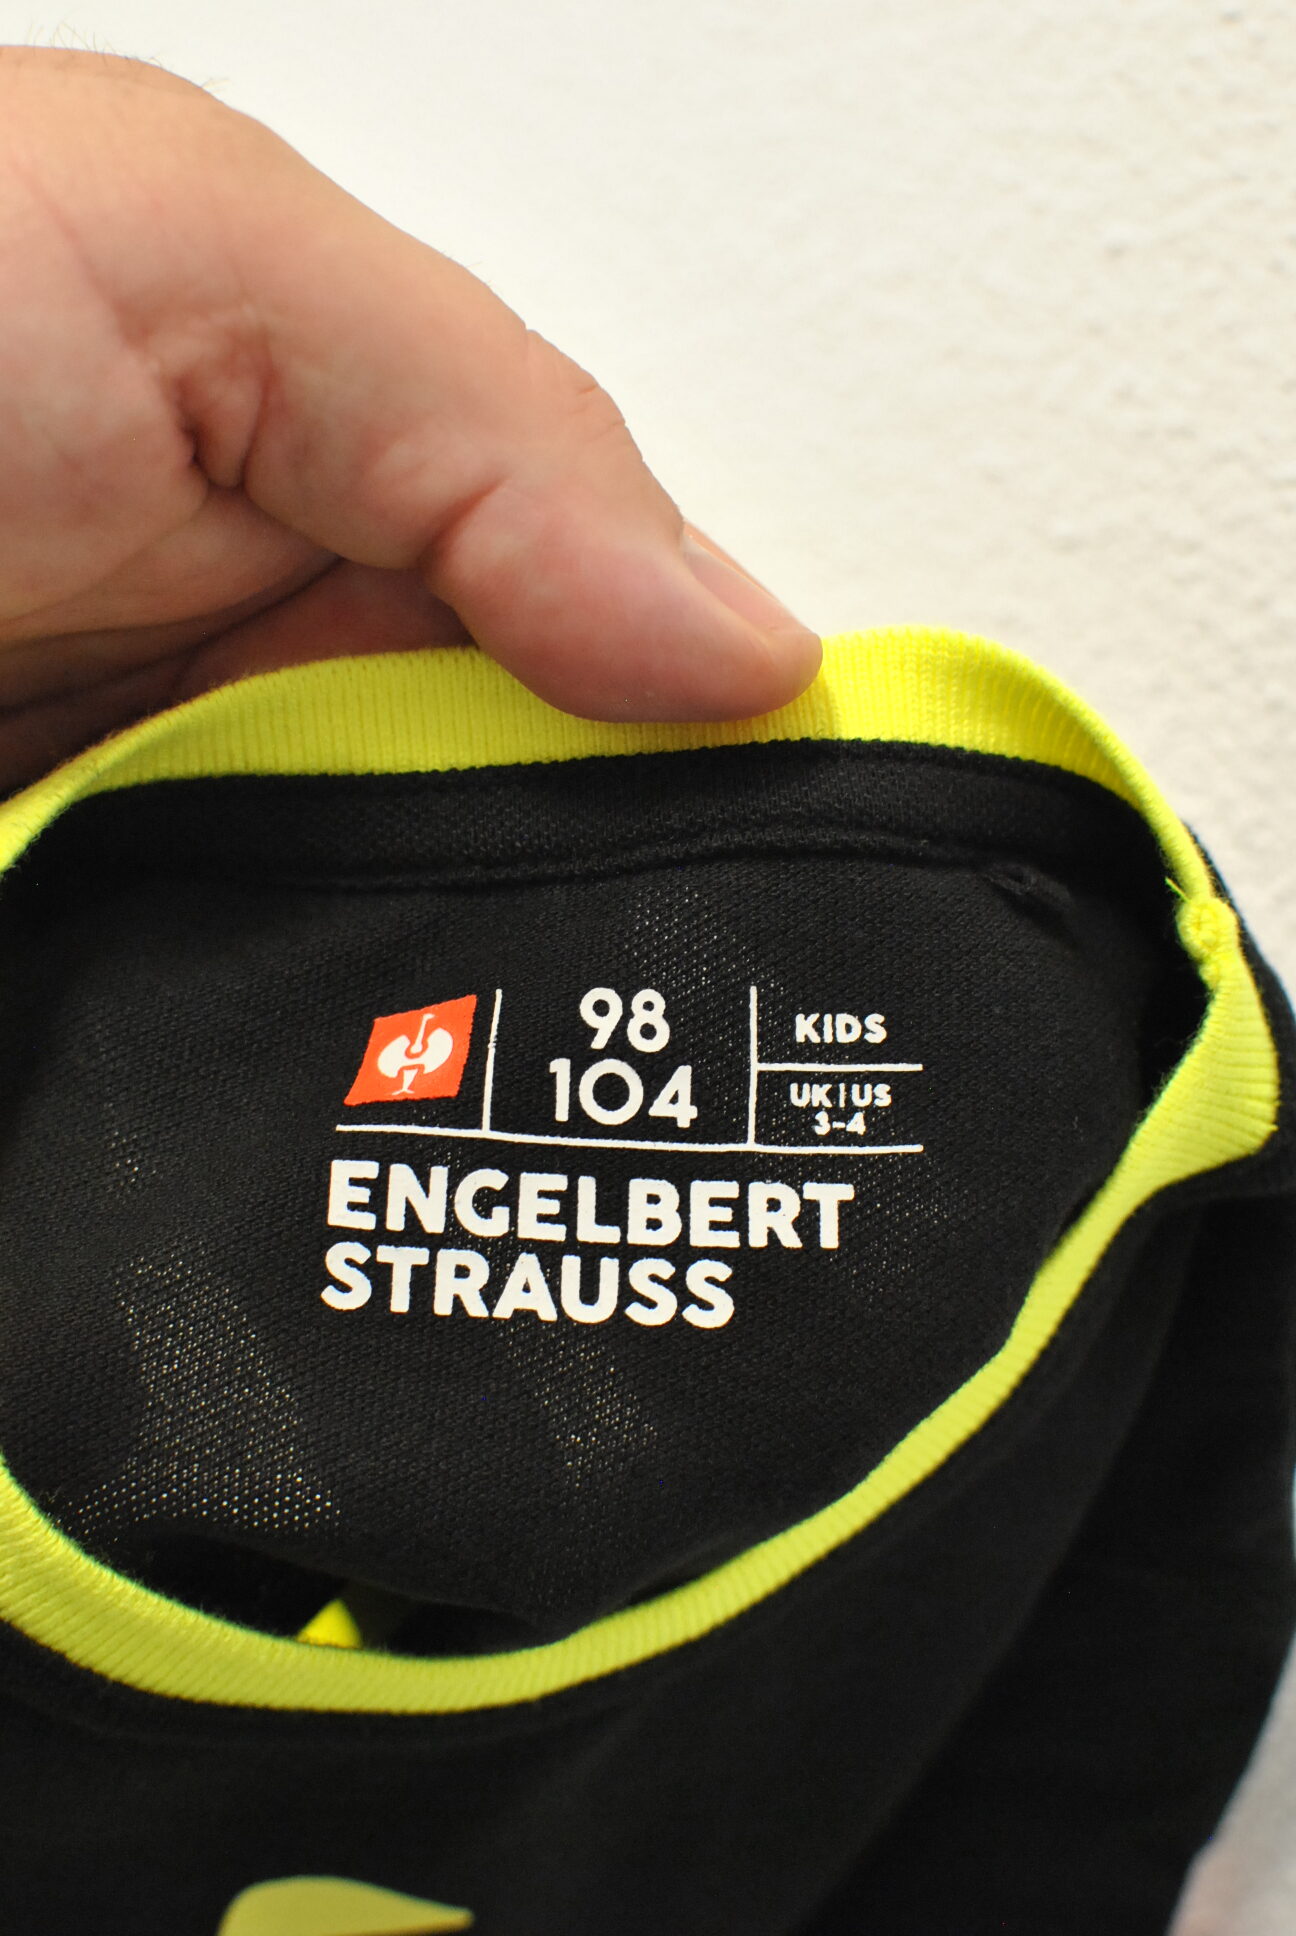 98
104
KIDS
UK|US
3-4
ENGELBERT
STRAUSS